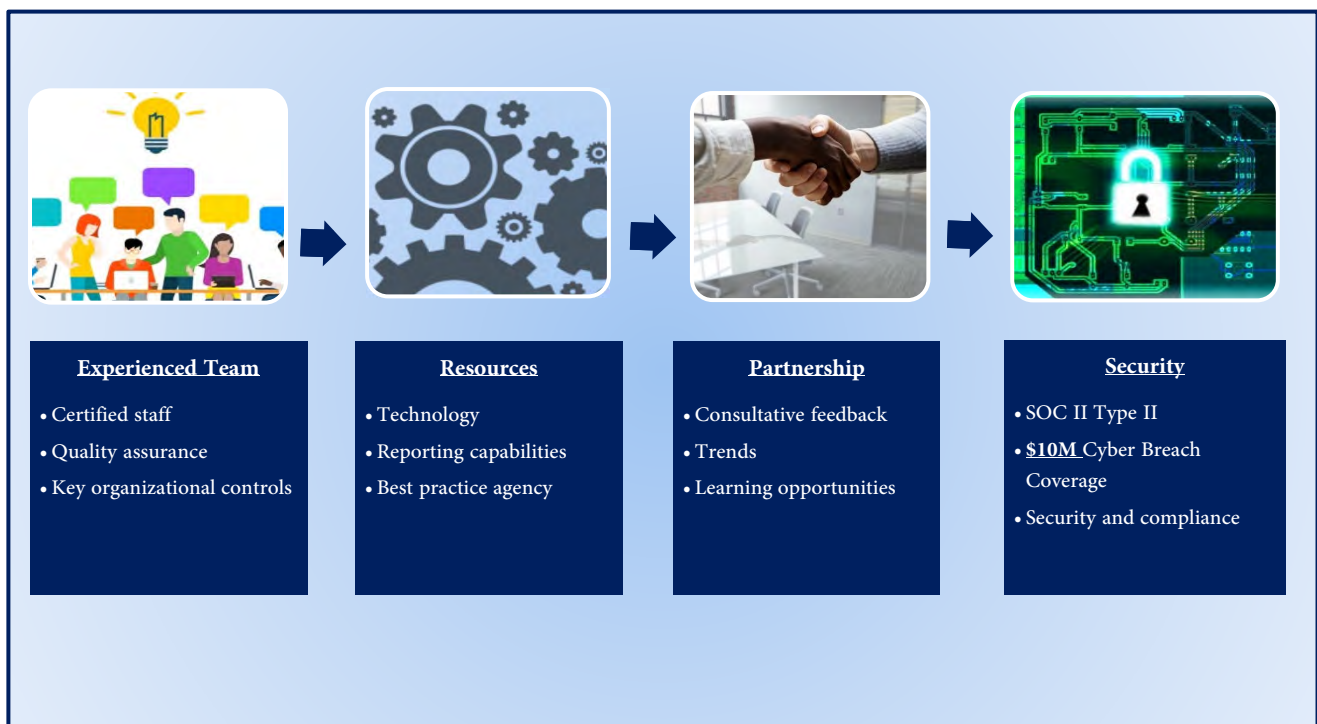 Experienced Team
• Certified staff
• Quality assurance
• Key organizational controls
Resources
• Technology
• Reporting capabilities
• Best practice agency
Partnership
• Consultative feedback
• Trends
• Learning opportunities
Security
• SOC II Type II
• $10M Cyber Breach
Coverage
• Security and compliance